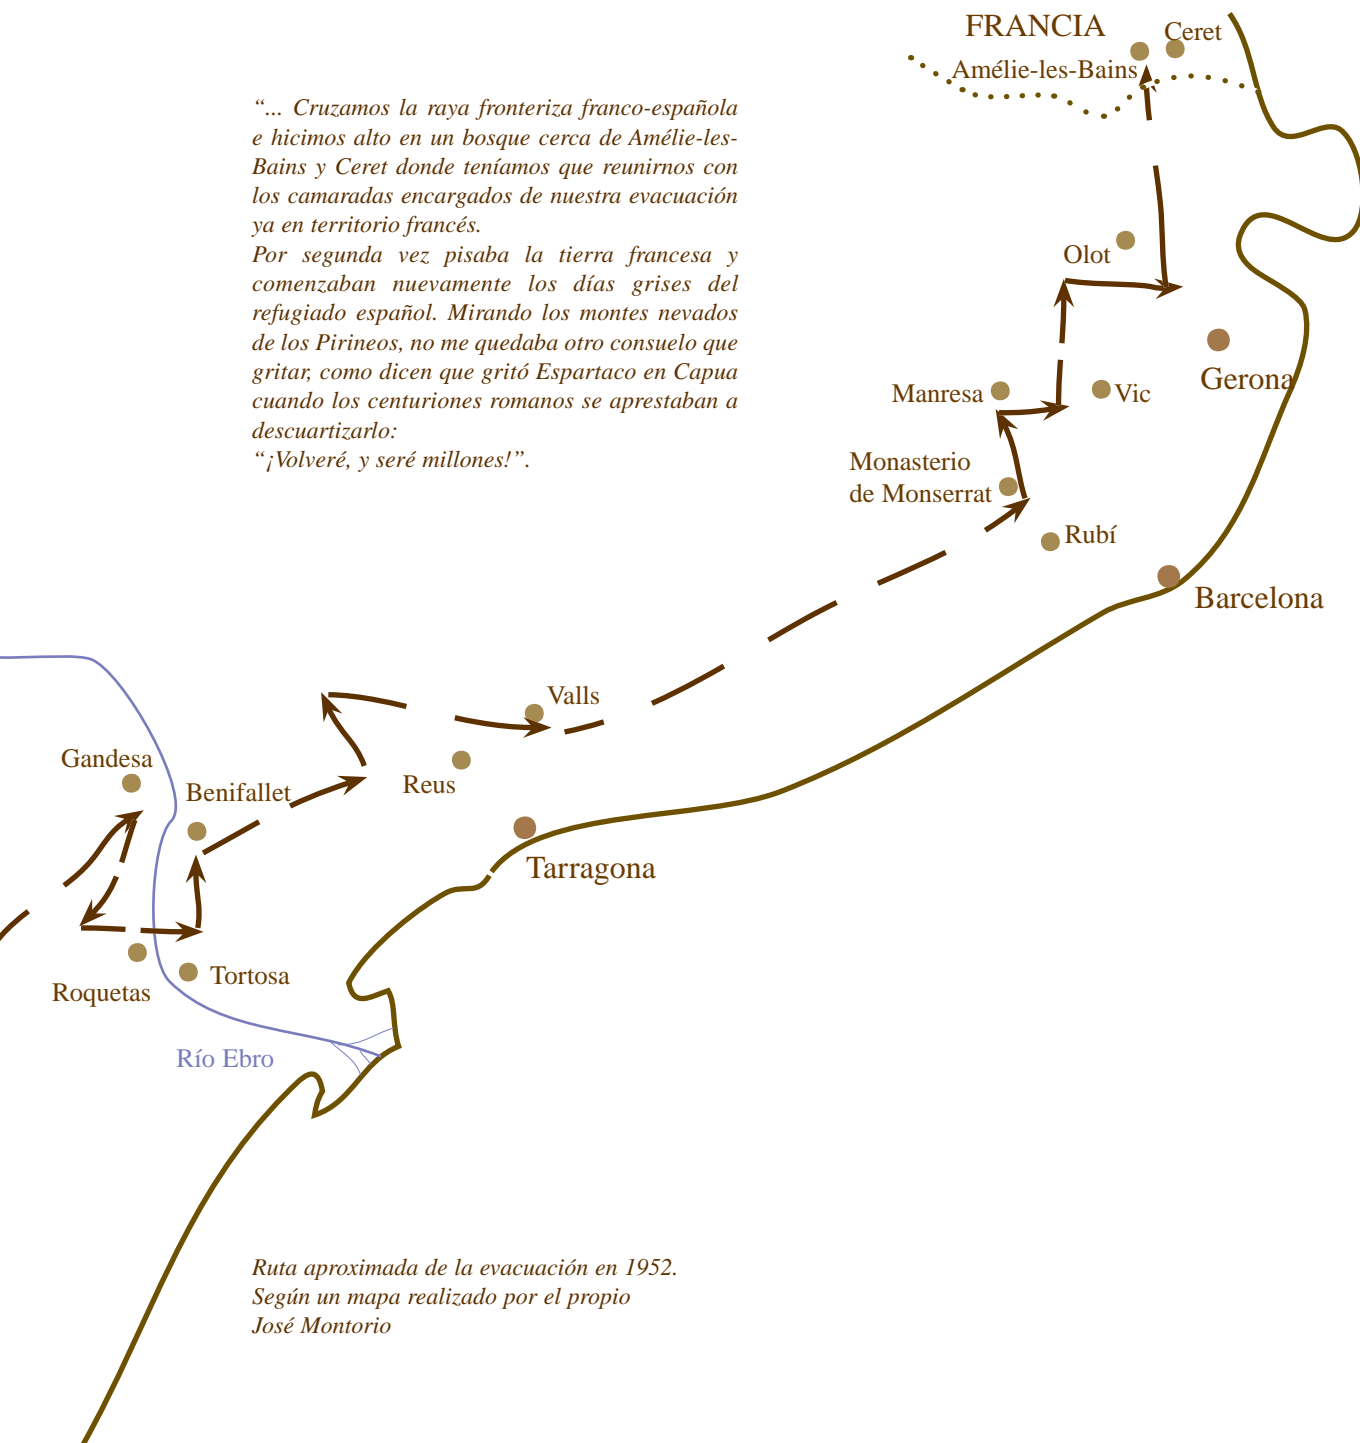 FRANCIA
Ceret
Amélie-les-Bains
“... Cruzamos la raya fronteriza franco-española
e hicimos alto en un bosque cerca de Amélie-les-
Bains y Ceret donde teníamos que reunirnos con
los camaradas encargados de nuestra evacuación
ya en territorio francés.
Por segunda vez pisaba la tierra francesa y
comenzaban nuevamente los días grises del
refugiado español. Mirando los montes nevados
de los Pirineos, no me quedaba otro consuelo que
gritar, como dicen que gritó Espartaco en Capua
cuando los centuriones romanos se aprestaban a
descuartizarlo:
“¡Volveré, y seré millones!”.
Olot
Gerona
Manresa
Vic
Monasterio
de Monserrat
Rubí
Barcelona
Valls
Gandesa
Benifallet
Reus
Tarragona
Roquetas
Tortosa
Río Ebro
Ruta aproximada de la evacuación en 1952.
Según un mapa realizado por el propio
José Montorio